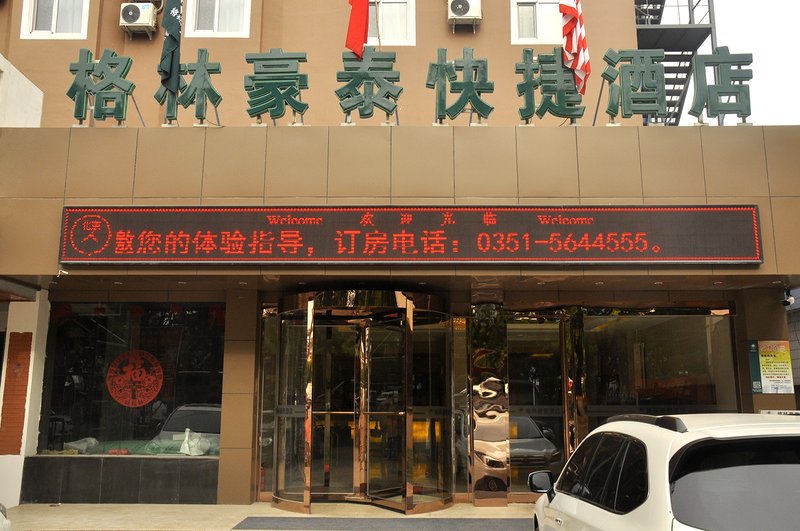 格林豪泰快捷酒店
Welcome 欢迎光临 Welcome
您的体验指导，订房电话：0351-5644555。
福